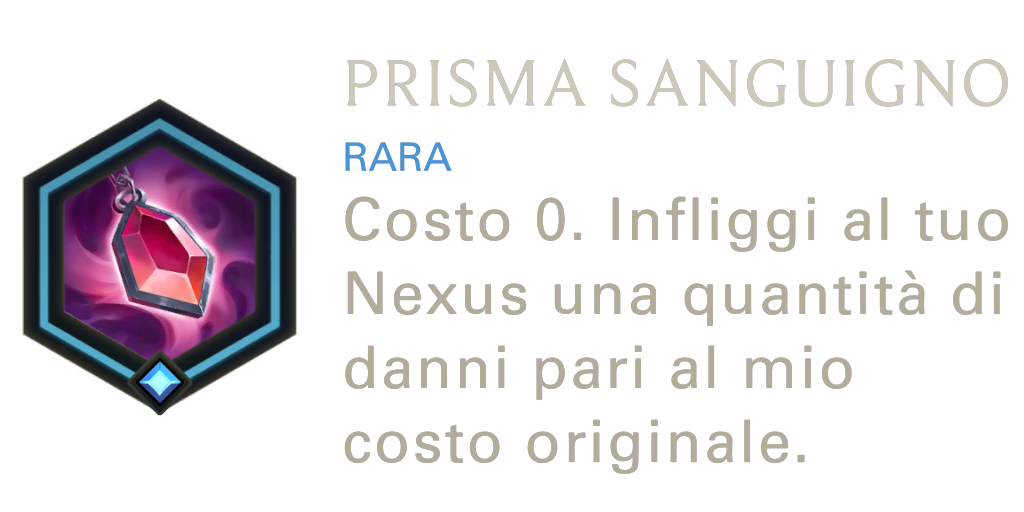 PRISMA SANGUIGNO
RARA
Costo 0. Infliggi al tuo
Nexus una quantità di
danni pari al mio
costo originale.